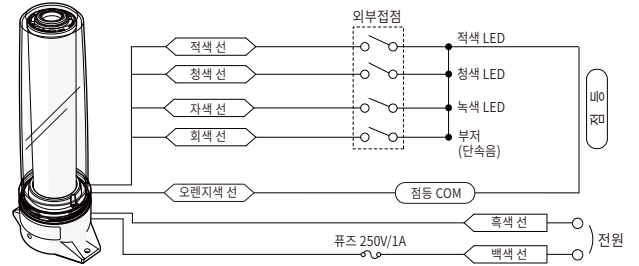 외부접점
적색 선
적색 LED
청색 선
청색 LED
자색 선
녹색 LED
점등
회색 선
부저
(단속음)
오렌지색 선
점등 COM
흑색 선
퓨즈 250V/1A
백색 선
전원